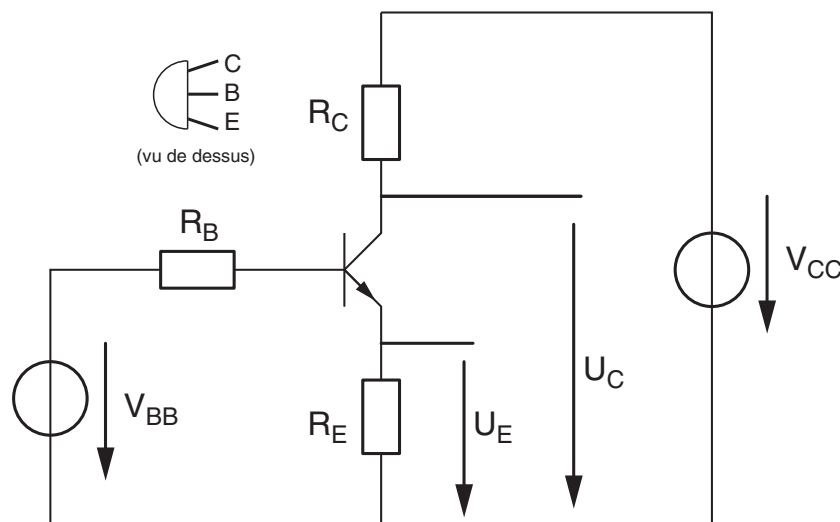 C
B
E
(vu de dessus)
R_C
R_B
V_CC
V_BB
U_C
R_E
U_E